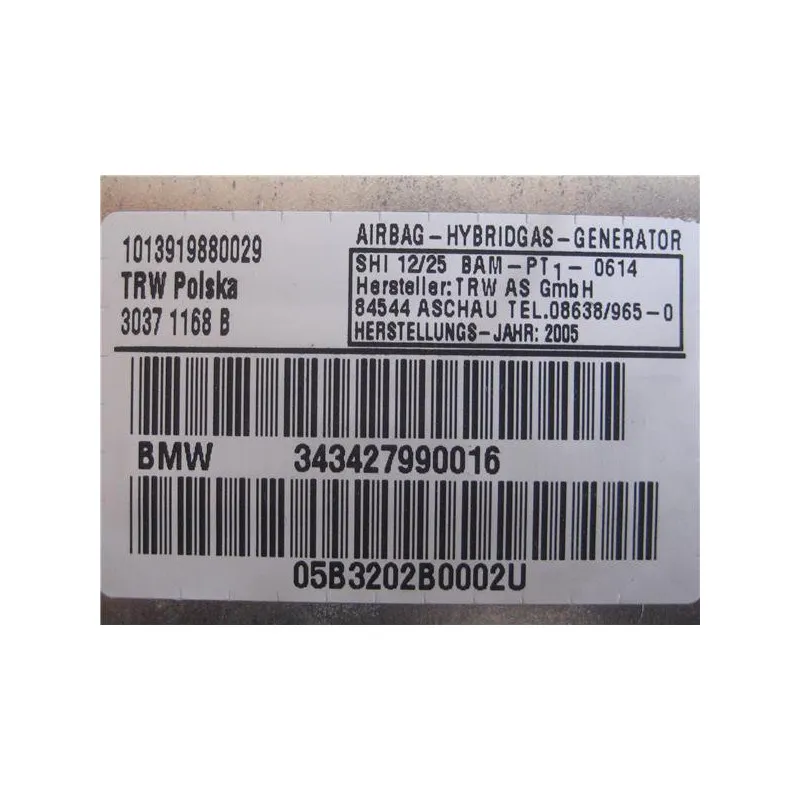 1013919880029
TRW Polska
3037 1168 B
AIRBAG-HYBRIDGAS-GENERATOR
SHI 12/25 BAM-PT1-0614
Hersteller:TRW AS GmbH
84544 ASCHAU TEL.08638/965-0
HERSTELLUNGS-JAHR: 2005
BMW 343427990016
05B3202B0002U